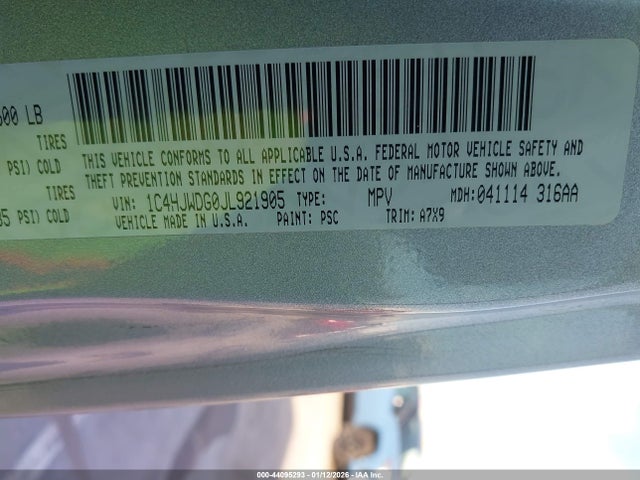 600 LB
TIRES
PSI) COLD
TIRES
35 PSI) COLD
THIS VEHICLE CONFORMS TO ALL APPLICABLE U.S.A. FEDERAL MOTOR VEHICLE SAFETY AND
THEFT PREVENTION STANDARDS IN EFFECT ON THE DATE OF MANUFACTURE SHOWN ABOVE.
VIN: 1C4HJWDG0JL921905 TYPE: MPV MDH: 041114 316AA
VEHICLE MADE IN U.S.A. PAINT: PSC TRIM: A7X9
000-44095293 - 01/12/2026 - IAA Inc.